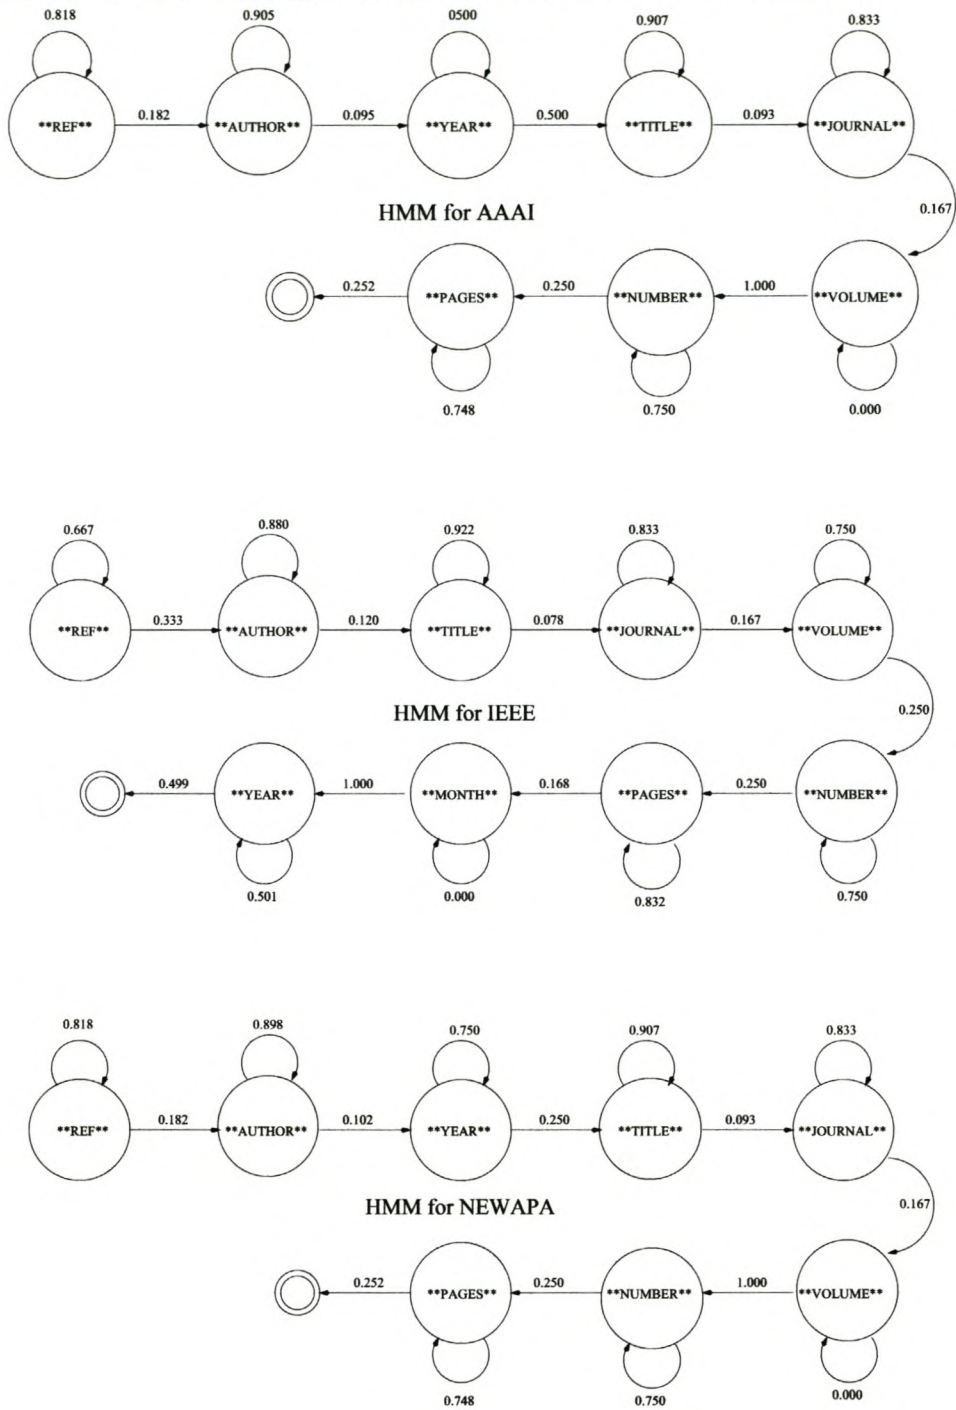 0.818 0.905 0500 0.907 0.833
**REF** 0.182 **AUTHOR** 0.095 **YEAR** 0.500 **TITLE** 0.093 **JOURNAL**
0.167
HMM for AAAI
0.252 **PAGES** 0.250 **NUMBER** 1.000 **VOLUME**
0.748 0.750 0.000
0.667 0.880 0.922 0.833 0.750
**REF** 0.333 **AUTHOR** 0.120 **TITLE** 0.078 **JOURNAL** 0.167 **VOLUME**
0.250
HMM for IEEE
0.499 **YEAR** 1.000 **MONTH** 0.168 **PAGES** 0.250 **NUMBER**
0.501 0.000 0.832 0.750
0.818 0.898 0.750 0.907 0.833
**REF** 0.182 **AUTHOR** 0.102 **YEAR** 0.250 **TITLE** 0.093 **JOURNAL**
0.167
HMM for NEWAPA
0.252 **PAGES** 0.250 **NUMBER** 1.000 **VOLUME**
0.748 0.750 0.000